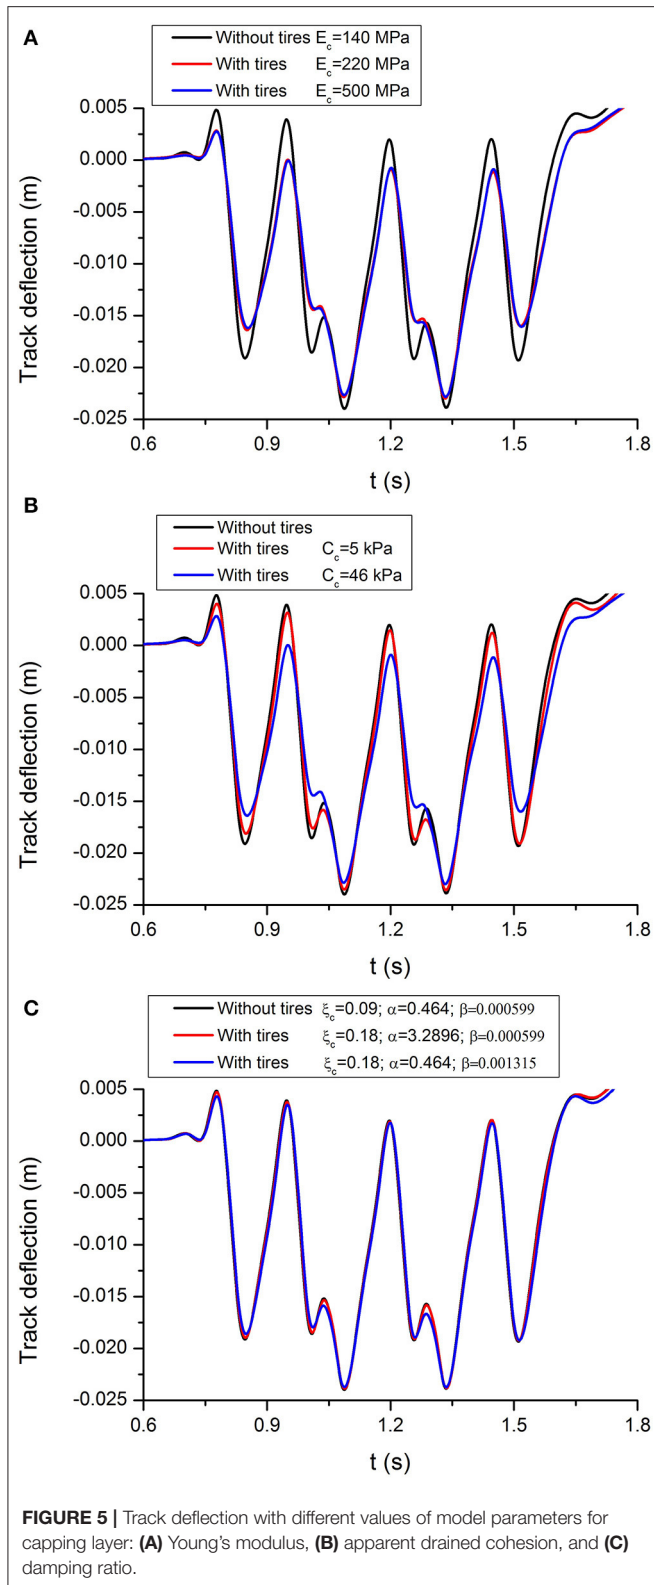 A
Without tires E_c=140 MPa
With tires E_c=220 MPa
With tires E_c=500 MPa
0.005
0.000
-0.005
-0.010
-0.015
-0.020
-0.025
Track deflection (m)
0.6 0.9 1.2 1.5 1.8
t (s)
B
Without tires
With tires C_c=5 kPa
With tires C_c=46 kPa
0.005
0.000
-0.005
-0.010
-0.015
-0.020
-0.025
Track deflection (m)
0.6 0.9 1.2 1.5 1.8
t (s)
C
Without tires ξ_c=0.09; α=0.464; β=0.000599
With tires ξ_c=0.18; α=3.2896; β=0.000599
With tires ξ_c=0.18; α=0.464; β=0.001315
0.005
0.000
-0.005
-0.010
-0.015
-0.020
-0.025
Track deflection (m)
0.6 0.9 1.2 1.5 1.8
t (s)
FIGURE 5 | Track deflection with different values of model parameters for
capping layer: (A) Young's modulus, (B) apparent drained cohesion, and (C)
damping ratio.